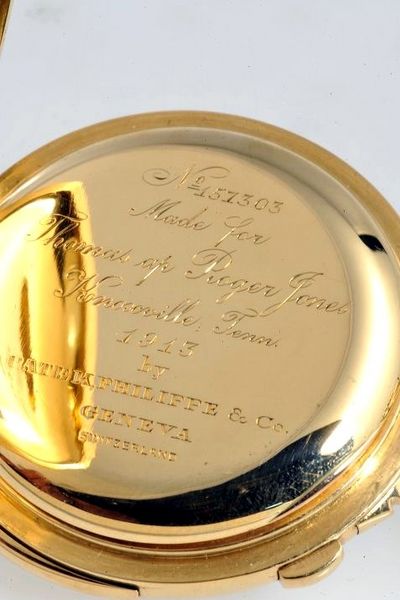 No 157303
Made for
Thomas ap Roger Jones
Knoxville, Tenn.
1913
by
PATEK, PHILIPPE & Co.
GENEVA
SWITZERLAND